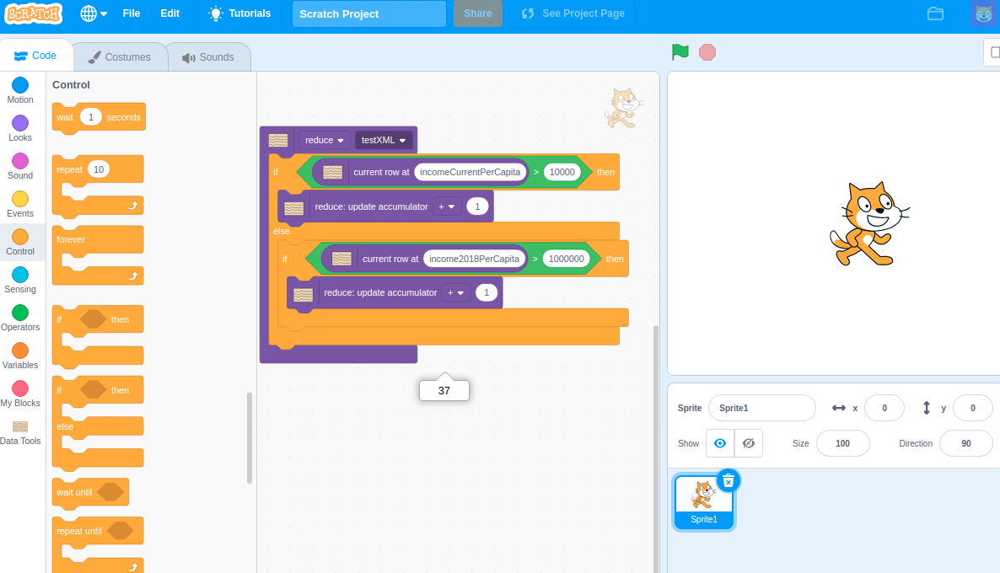 SCRATCH File Edit Tutorials Scratch Project Share See Project Page
Code Costumes Sounds
Motion
Looks
Sound
Events
Control
Sensing
Operators
Variables
My Blocks
Data Tools
Control
wait 1 seconds
repeat 10
forever
if then
if then
else
wait until
repeat until
reduce testXML
if current row at incomeCurrentPerCapita > 10000 then
reduce: update accumulator + 1
else
if current row at income2018PerCapita > 1000000 then
reduce: update accumulator + 1
37
Sprite Sprite1 x 0 y 0
Show Size 100 Direction 90
Sprite1